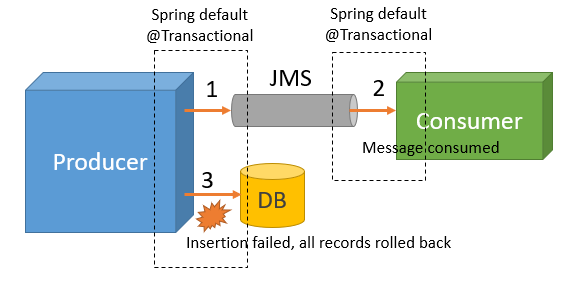 Spring default
@Transactional
Spring default
@Transactional
JMS
1
2
Producer
Consumer
Message consumed
3
DB
Insertion failed, all records rolled back